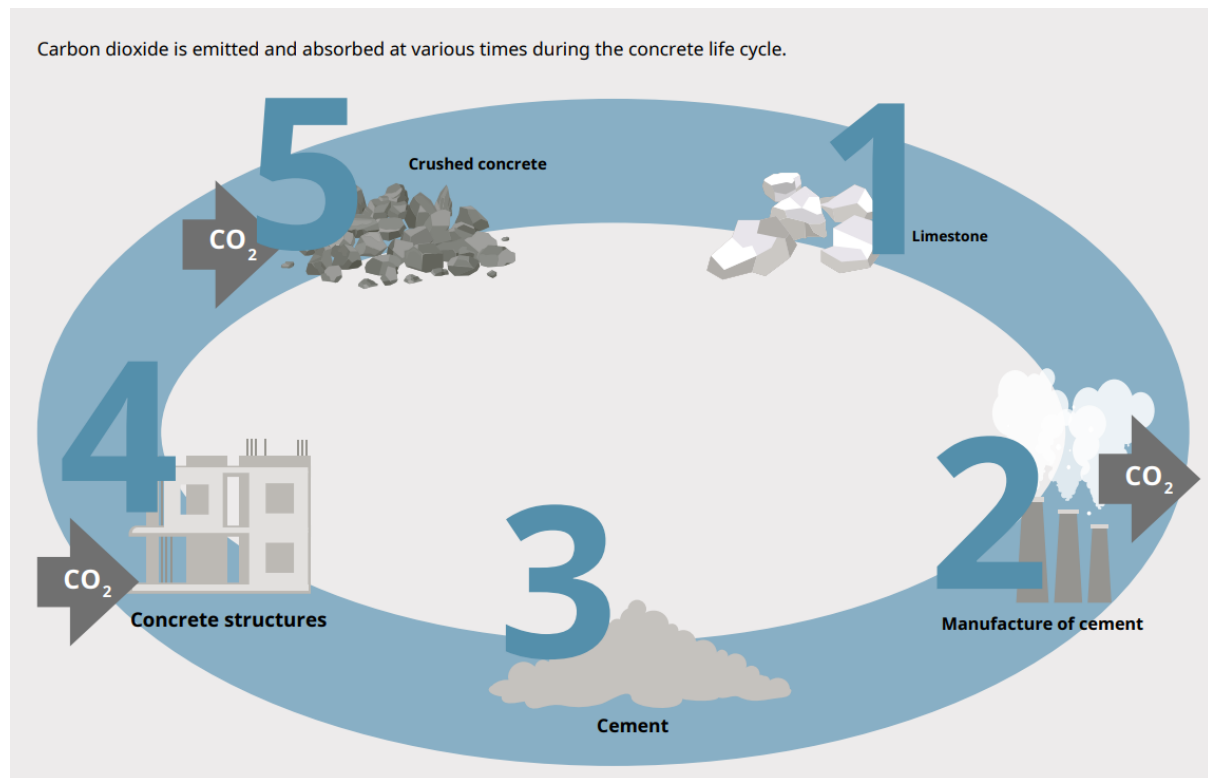 Carbon dioxide is emitted and absorbed at various times during the concrete life cycle.
1
Limestone
2
CO2
Manufacture of cement
3
Cement
4
CO2
Concrete structures
5
CO2
Crushed concrete